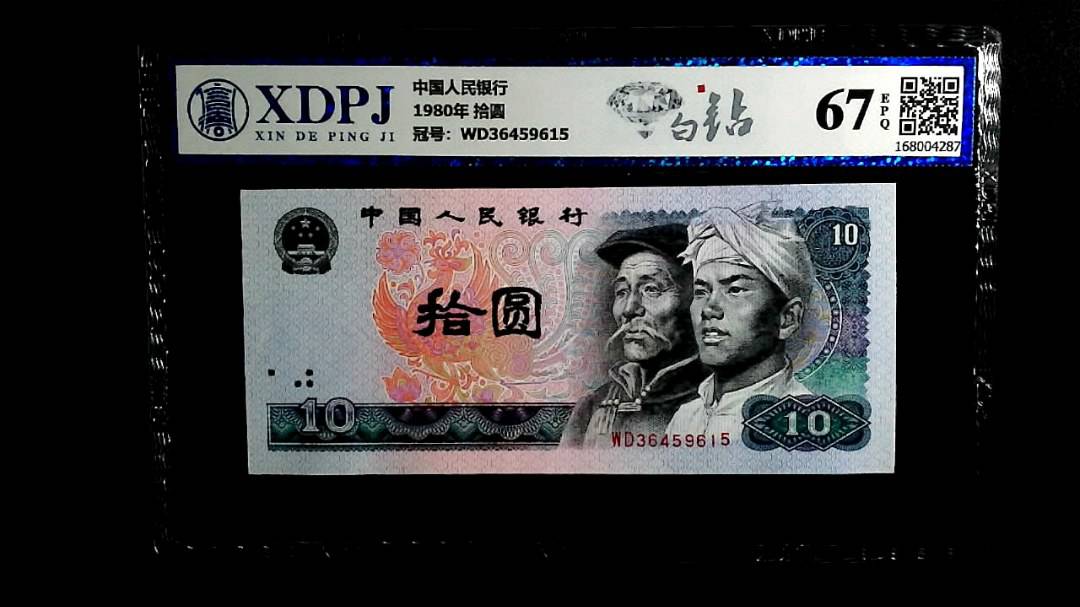 XDPJ
XIN DE PING JI
中国人民银行
1980年 拾圆
冠号：WD36459615
白钻
67
EPQ
168004287
中国人民银行
10
拾圆
10
WD36459615
10